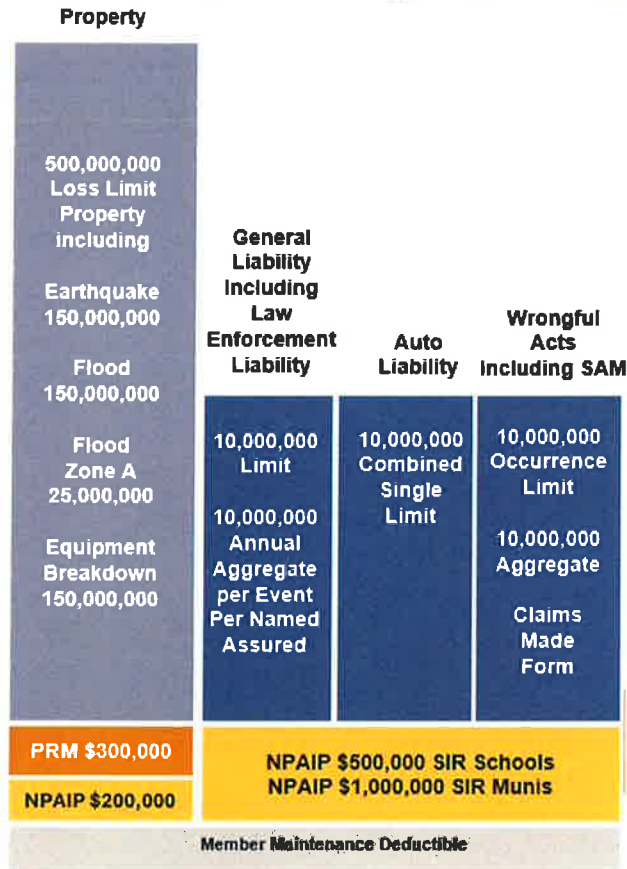 Property
500,000,000
Loss Limit
Property
including
Earthquake
150,000,000
Flood
150,000,000
Flood
Zone A
25,000,000
Equipment
Breakdown
150,000,000
PRM $300,000
NPAIP $200,000
General
Liability
Including
Law
Enforcement
Liability
10,000,000
Limit
10,000,000
Annual
Aggregate
per Event
Per Named
Assured
Auto
Liability
10,000,000
Combined
Single
Limit
Wrongful
Acts
Including SAM
10,000,000
Occurrence
Limit
10,000,000
Aggregate
Claims
Made
Form
NPAIP $500,000 SIR Schools
NPAIP $1,000,000 SIR Munis
Member Maintenance Deductible